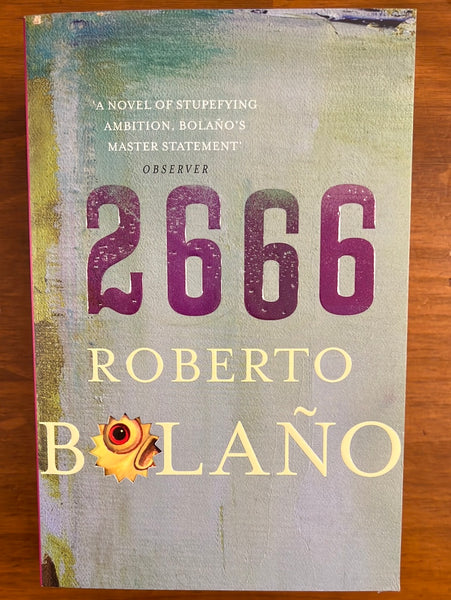 'A NOVEL OF STUPEFYING
AMBITION, BOLAÑO'S
MASTER STATEMENT'
OBSERVER
2666
ROBERTO
BOLAÑO